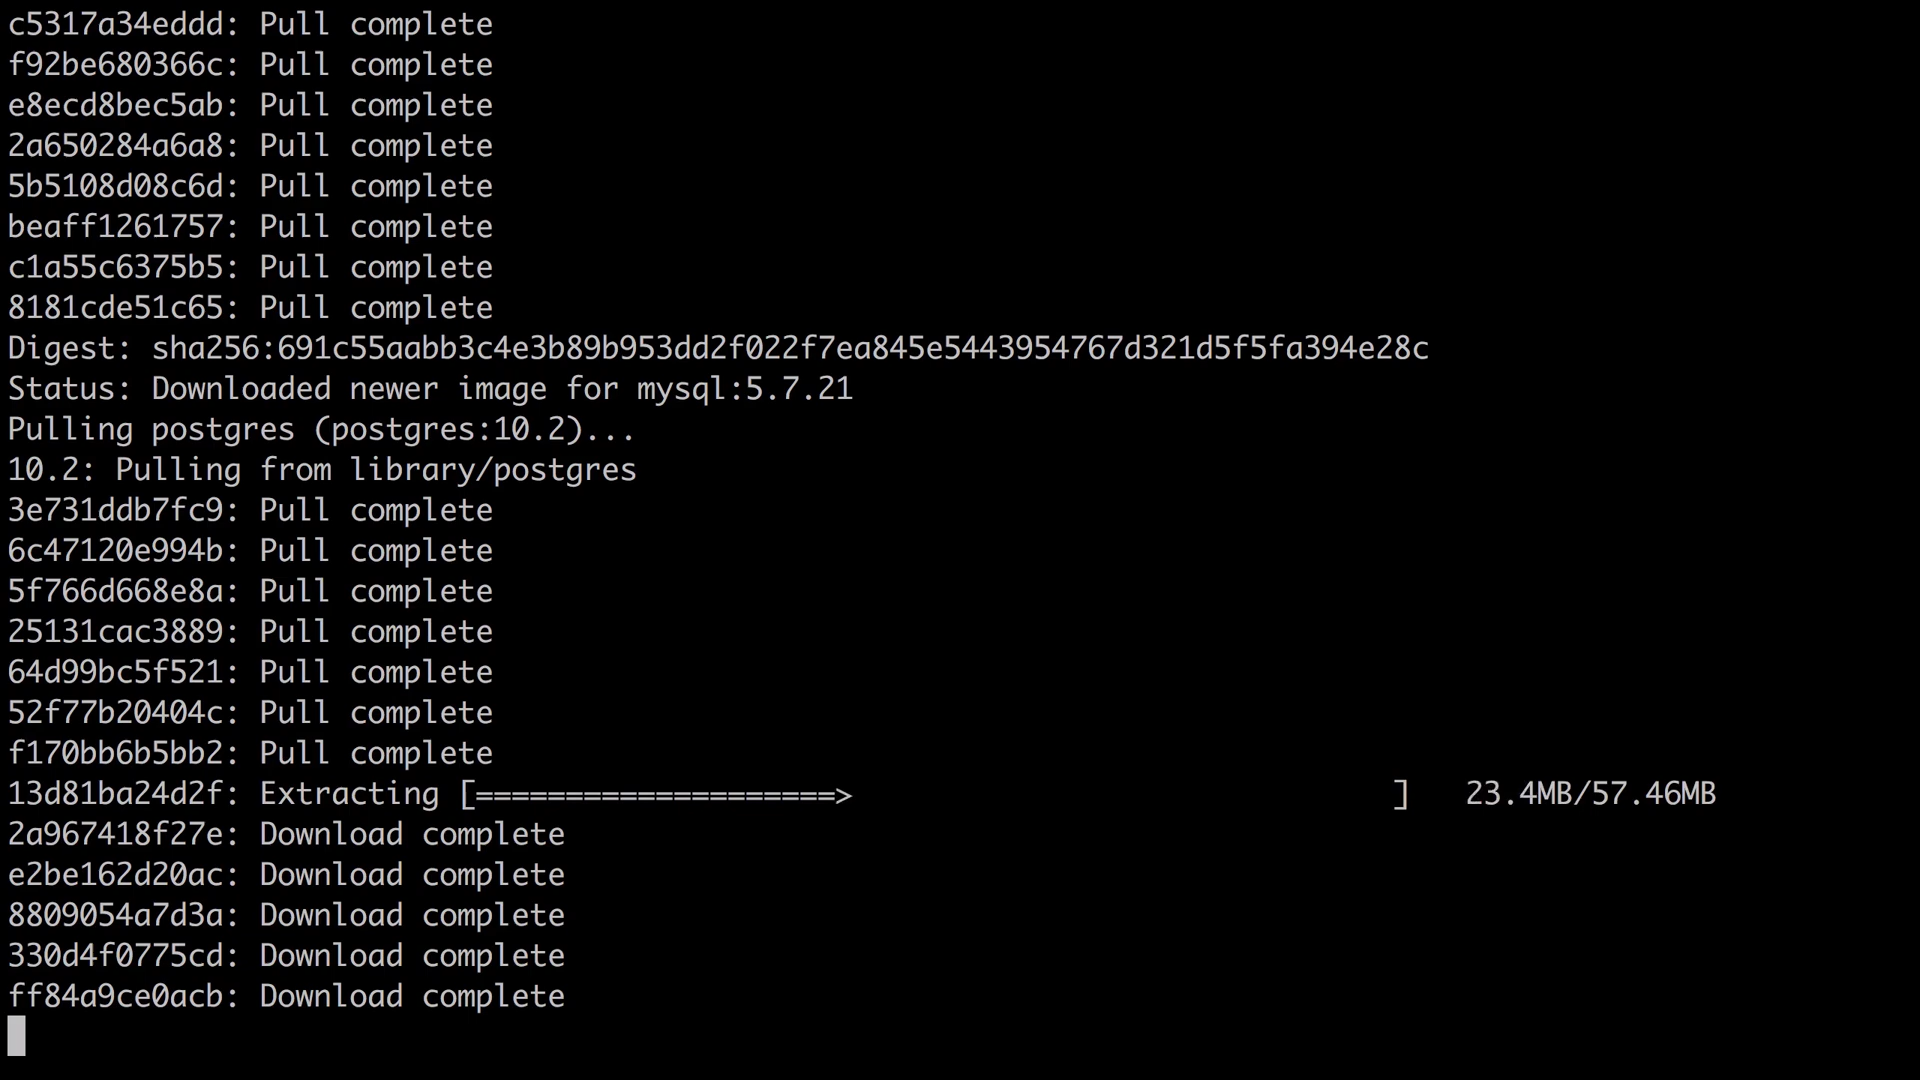 c5317a34eddd: Pull complete
f92be680366c: Pull complete
e8ecd8bec5ab: Pull complete
2a650284a6a8: Pull complete
5b5108d08c6d: Pull complete
beaff1261757: Pull complete
c1a55c6375b5: Pull complete
8181cde51c65: Pull complete
Digest: sha256:691c55aabb3c4e3b89b953dd2f022f7ea845e5443954767d321d5f5fa394e28c
Status: Downloaded newer image for mysql:5.7.21
Pulling postgres (postgres:10.2)...
10.2: Pulling from library/postgres
3e731ddb7fc9: Pull complete
6c47120e994b: Pull complete
5f766d668e8a: Pull complete
25131cac3889: Pull complete
64d99bc5f521: Pull complete
52f77b20404c: Pull complete
f170bb6b5bb2: Pull complete
13d81ba24d2f: Extracting [====================>                              ]   23.4MB/57.46MB
2a967418f27e: Download complete
e2be162d20ac: Download complete
8809054a7d3a: Download complete
330d4f0775cd: Download complete
ff84a9ce0acb: Download complete